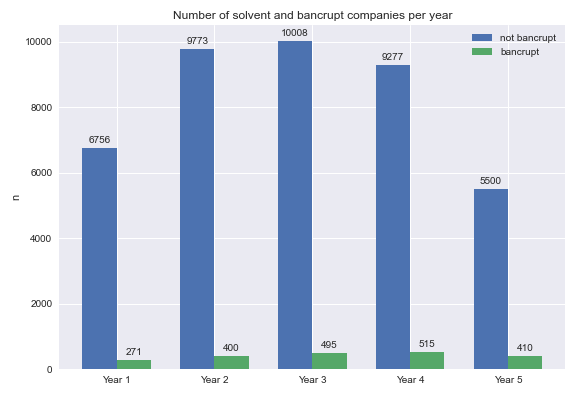 Number of solvent and bancrupt companies per year
not bancrupt
bancrupt
n
10000
8000
6000
4000
2000
0
6756
9773
10008
9277
5500
271
400
495
515
410
Year 1
Year 2
Year 3
Year 4
Year 5